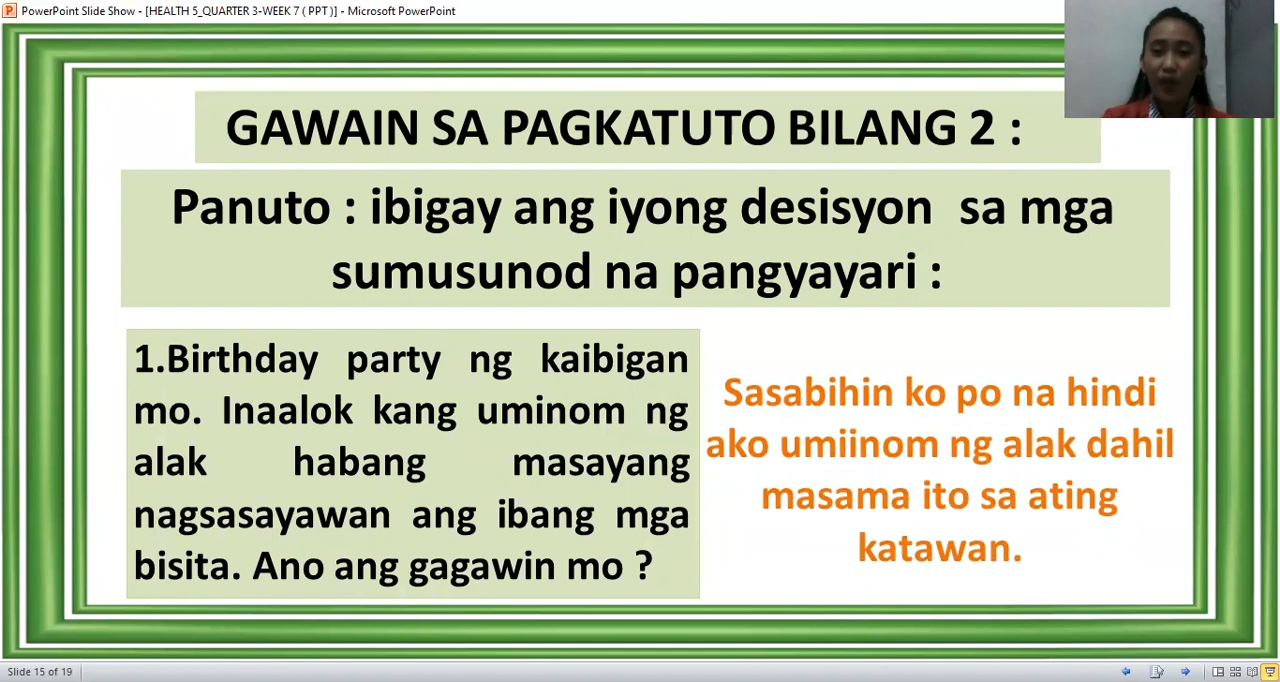 PowerPoint Slide Show - [HEALTH 5_QUARTER 3-WEEK 7 ( PPT )] - Microsoft PowerPoint
GAWAIN SA PAGKATUTO BILANG 2 :
Panuto : ibigay ang iyong desisyon sa mga
sumusunod na pangyayari :
1.Birthday party ng kaibigan
mo. Inaalok kang uminom ng
alak habang masayang
nagsasayawan ang ibang mga
bisita. Ano ang gagawin mo ?
Sasabihin ko po na hindi
ako umiinom ng alak dahil
masama ito sa ating
katawan.
Slide 15 of 19